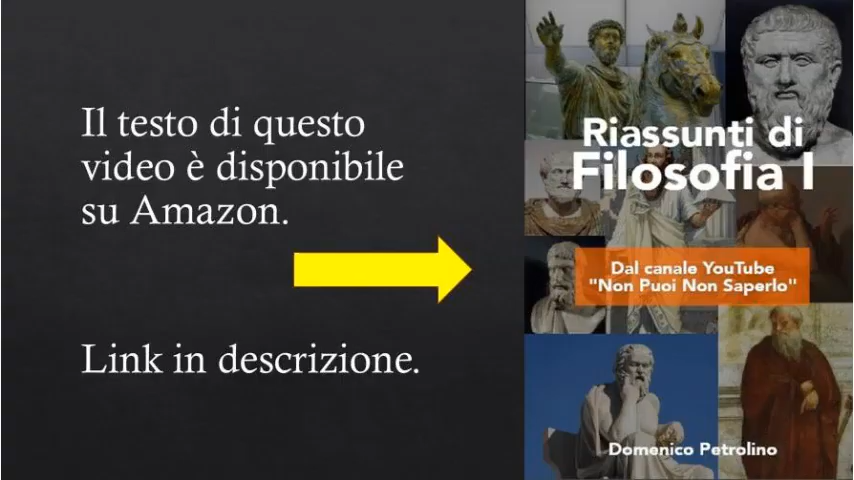 Il testo di questo
video è disponibile
su Amazon.
Link in descrizione.
Riassunti di
Filosofia I
Dal canale YouTube
"Non Puoi Non Saperlo"
Domenico Petrolino